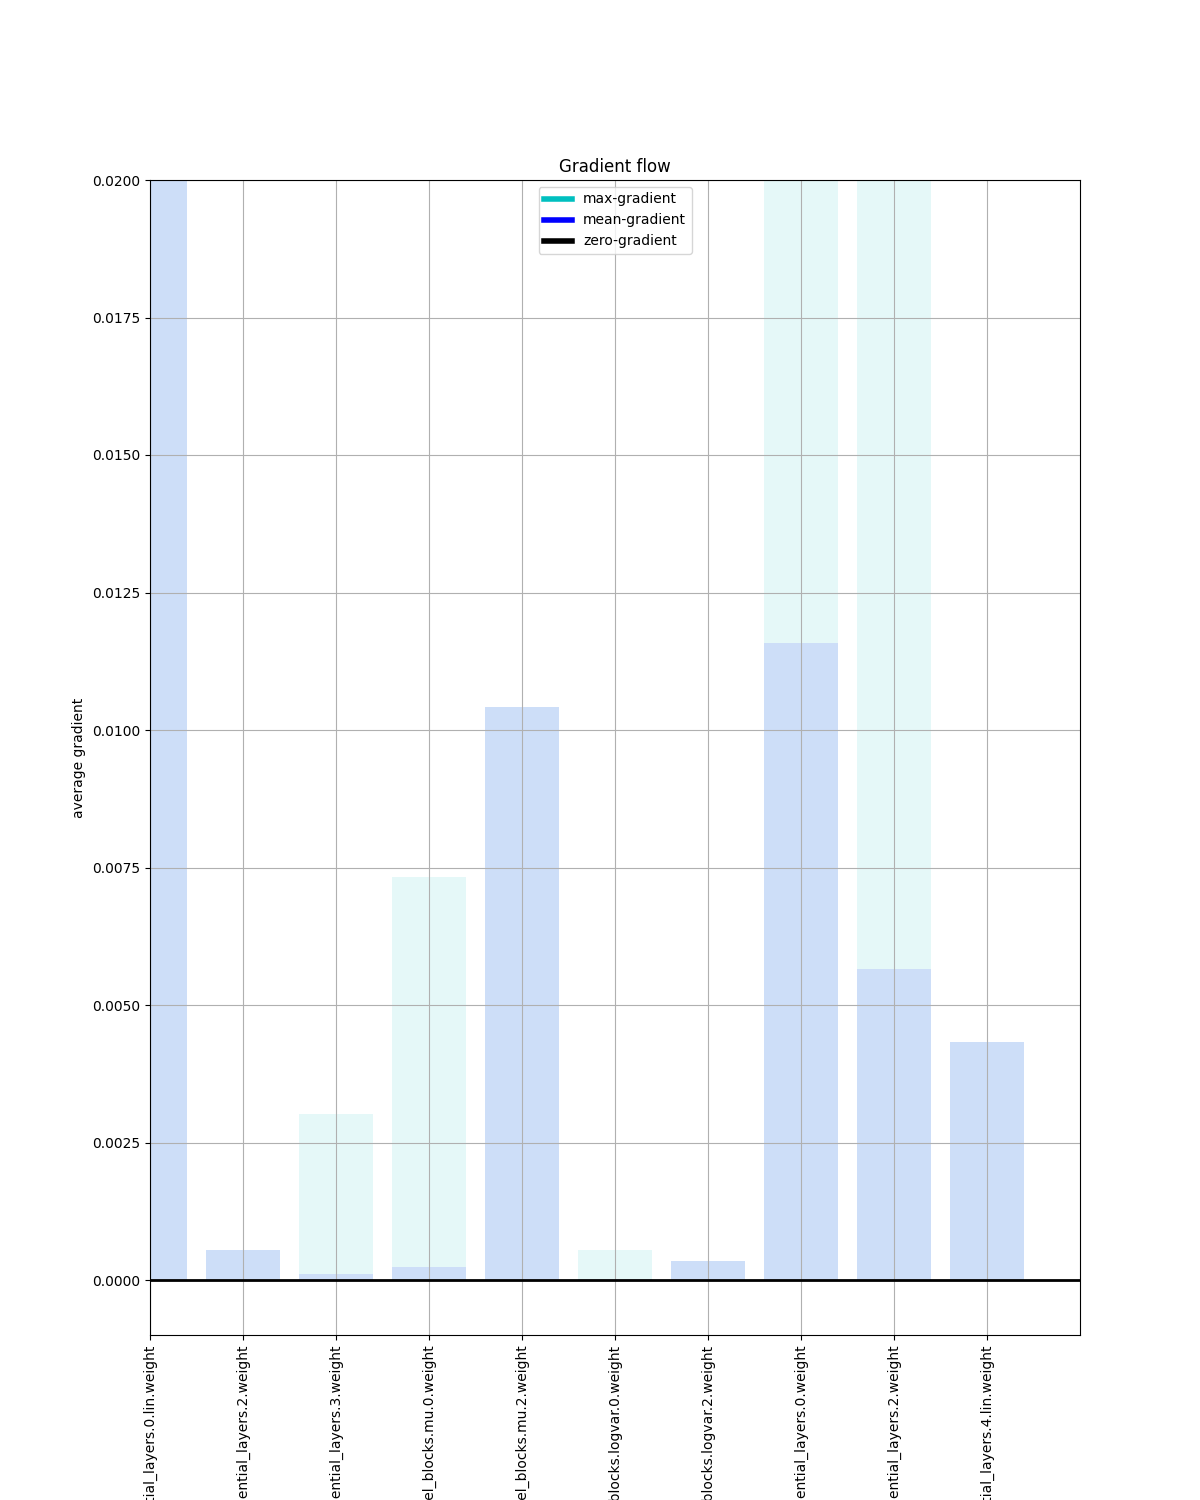 Gradient flow
max-gradient
mean-gradient
zero-gradient
0.0200
0.0175
0.0150
0.0125
0.0100
0.0075
0.0050
0.0025
0.0000
average gradient
tial_layers.0.lin.weight
ential_layers.2.weight
ential_layers.3.weight
el_blocks.mu.0.weight
el_blocks.mu.2.weight
blocks.logvar.0.weight
blocks.logvar.2.weight
ential_layers.0.weight
ential_layers.2.weight
tial_layers.4.lin.weight